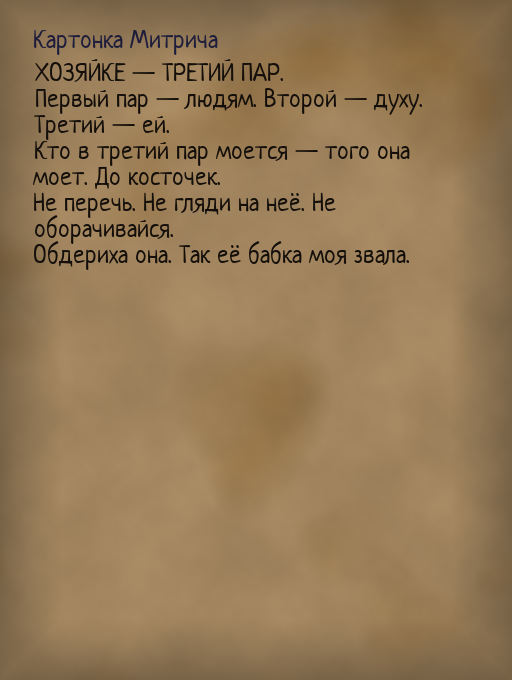 Картонка Митрича
ХОЗЯЙКЕ — ТРЕТИЙ ПАР.
Первый пар — людям. Второй — духу.
Третий — ей.
Кто в третий пар моется — того она
моет. До косточек.
Не перечь. Не гляди на неё. Не
оборачивайся.
Обдериха она. Так её бабка моя звала.